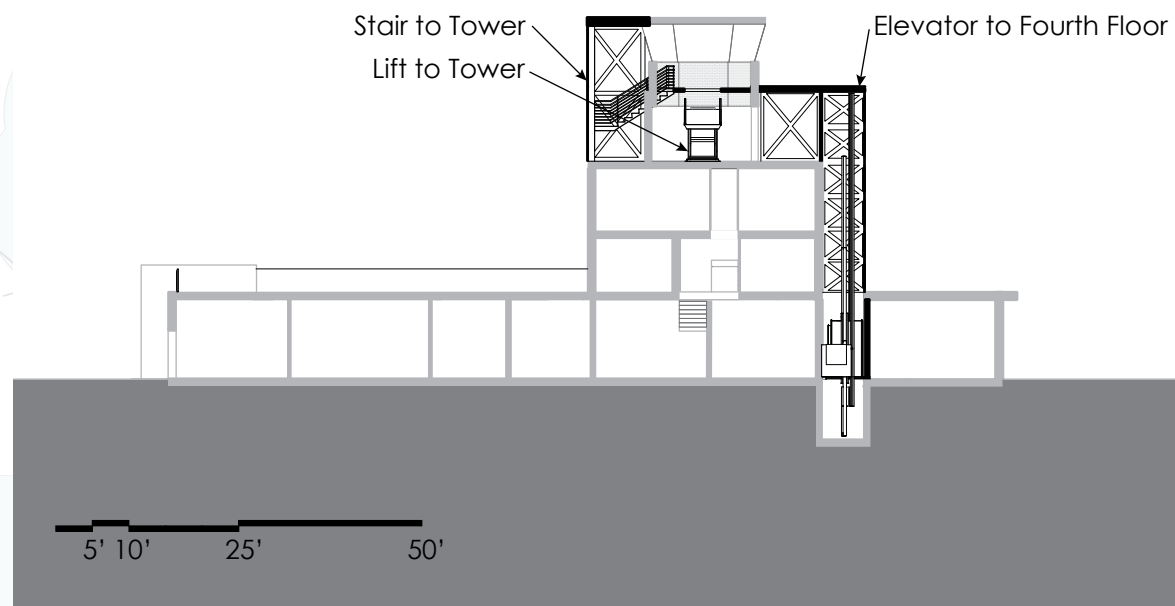 Stair to Tower
Elevator to Fourth Floor
Lift to Tower
5’ 10’ 25’ 50’